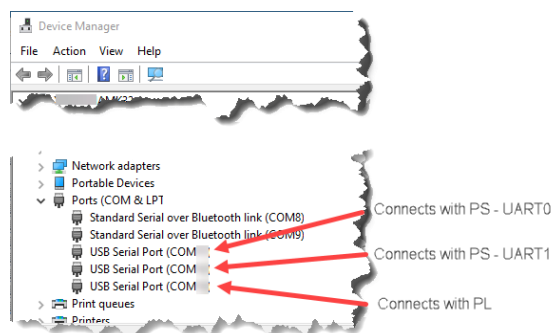 Device Manager
File Action View Help
Network adapters
Portable Devices
Ports (COM & LPT
Standard Serial over Bluetooth link (COM8)
Standard Serial over Bluetooth link (COM9)
USB Serial Port (COM
USB Serial Port (COM
USB Serial Port (COM
Print queues
Printers
Connects with PS - UART0
Connects with PS - UART1
Connects with PL